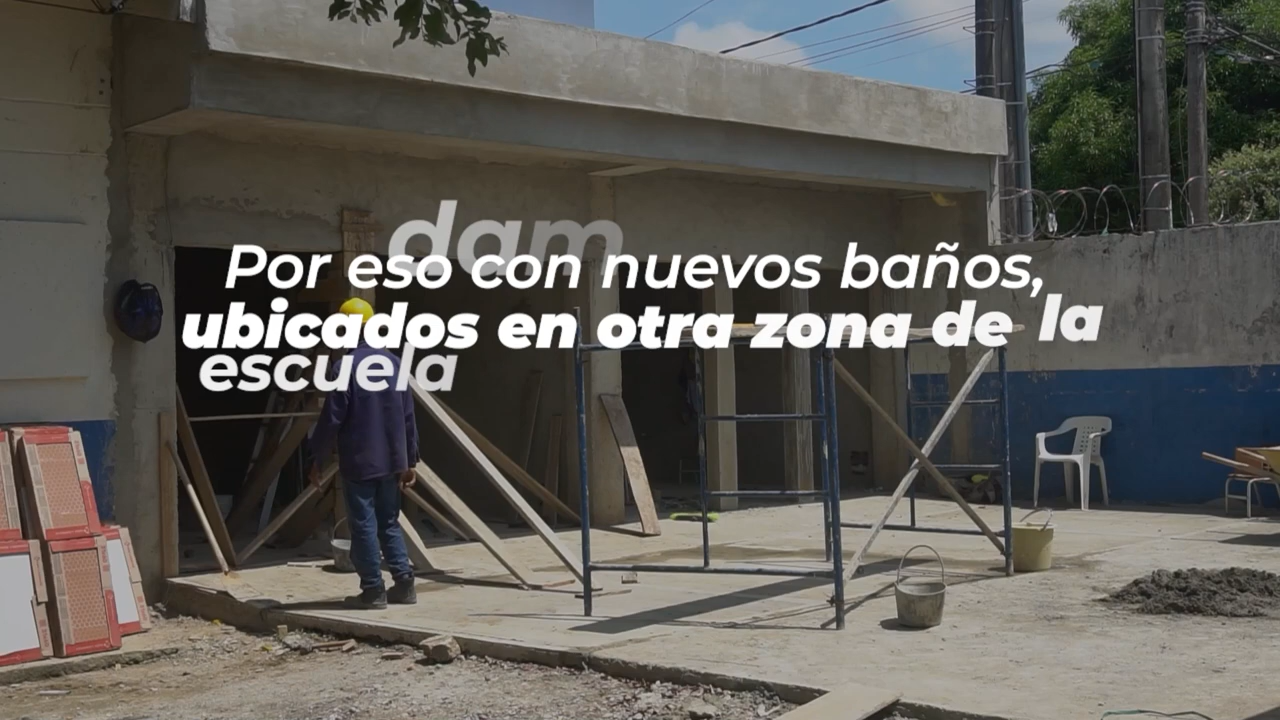 dam
Por eso con nuevos baños,
ubicados en otra zona de la
escuela